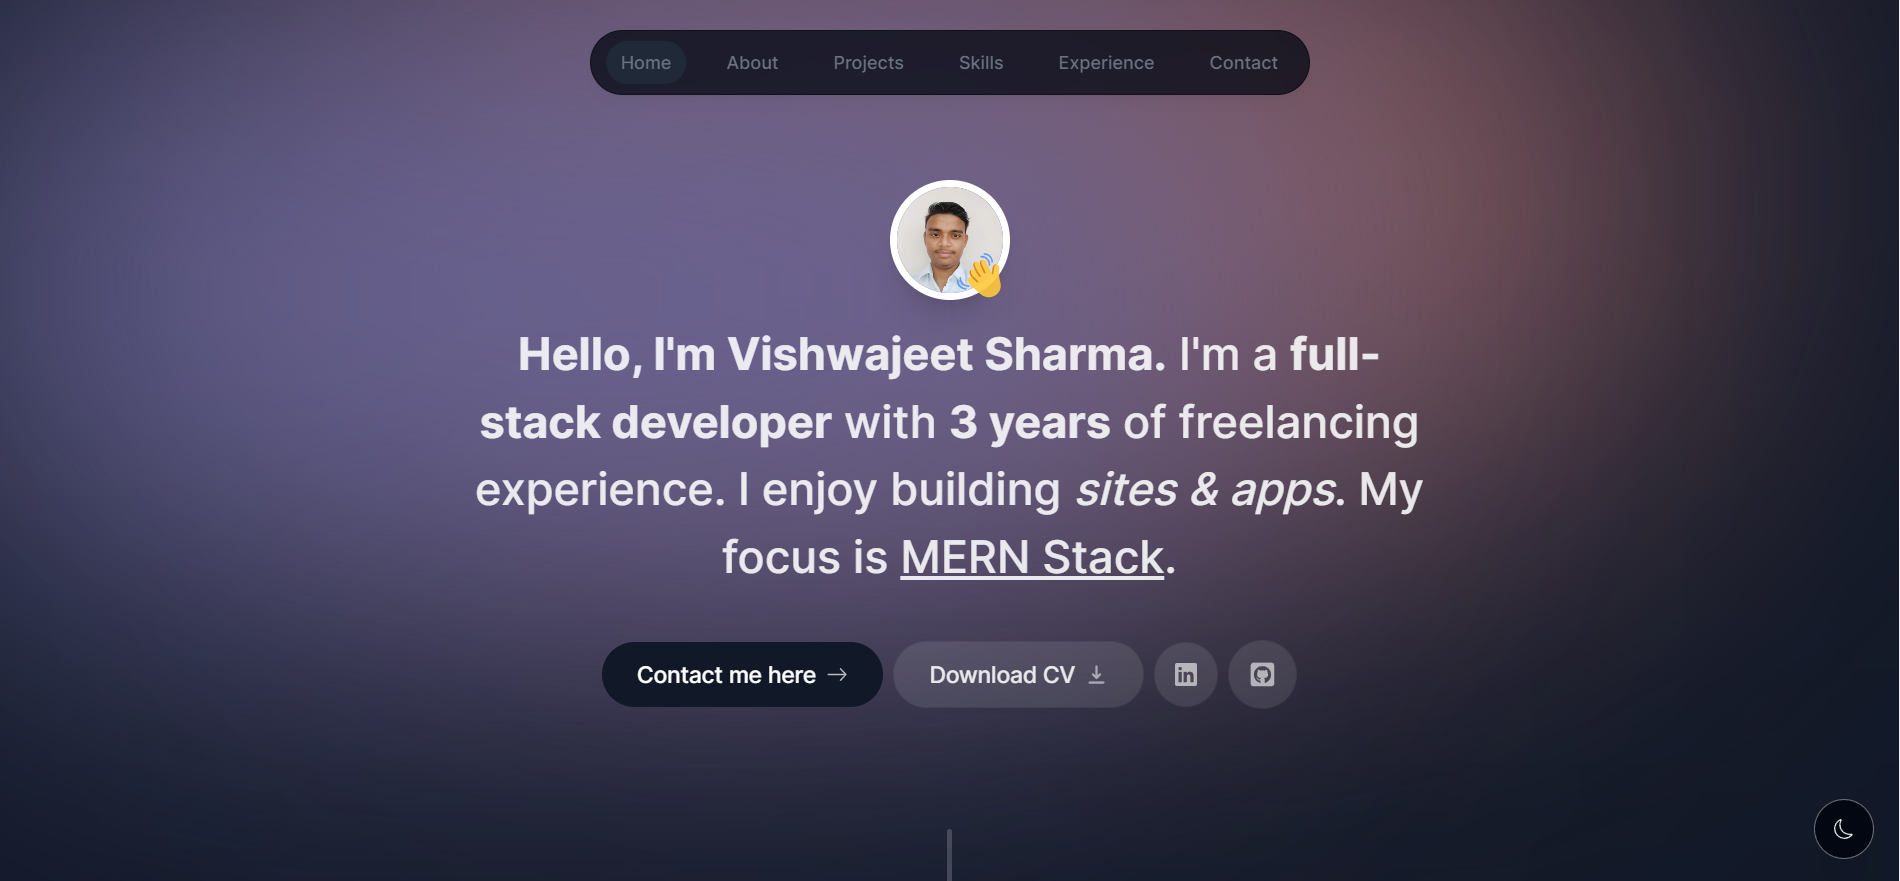 Home About Projects Skills Experience Contact
Hello, I'm Vishwajeet Sharma. I'm a full-
stack developer with 3 years of freelancing
experience. I enjoy building sites & apps. My
focus is MERN Stack.
Contact me here Download CV in